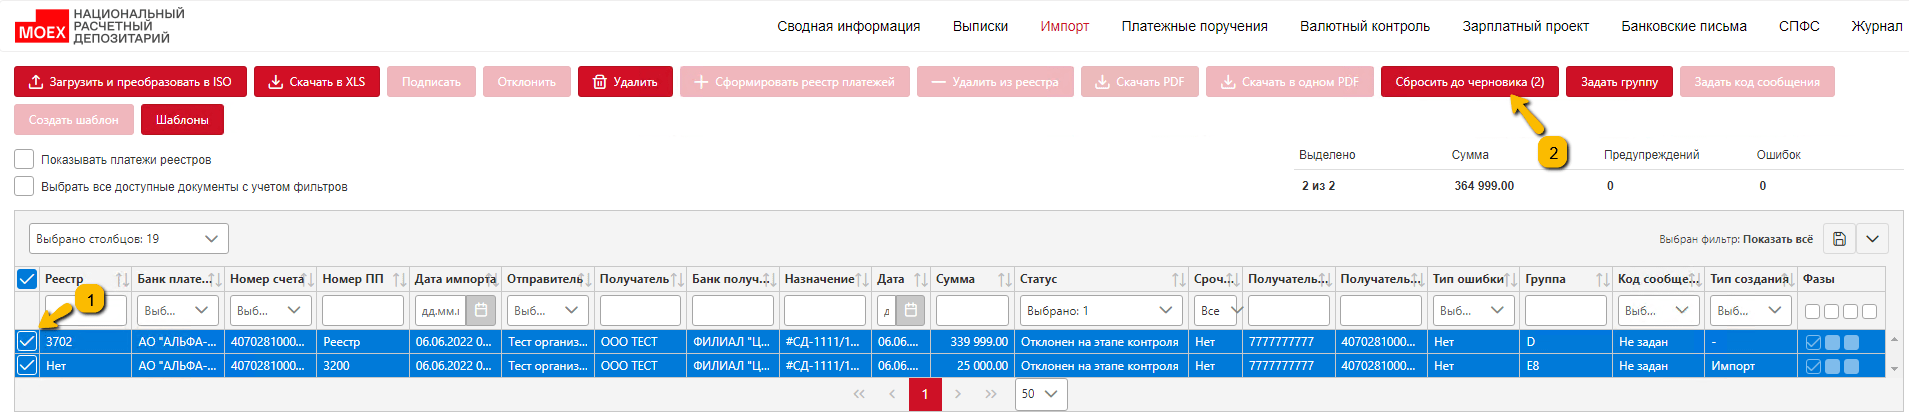 MOEX
НАЦИОНАЛЬНЫЙ
РАСЧЕТНЫЙ
ДЕПОЗИТАРИЙ
Сводная информация Выписки Импорт Платежные поручения Валютный контроль Зарплатный проект Банковские письма СПФС Журнал
Загрузить и преобразовать в ISO Скачать в XLS Подписать Отклонить Удалить Сформировать реестр платежей Удалить из реестра Скачать PDF Скачать в одном PDF Сбросить до черновика (2) Задать группу Задать код сообщения
Создать шаблон Шаблоны
2
Показывать платежи реестров
Выбрать все доступные документы с учетом фильтров
Выделено Сумма Предупреждений Ошибок
2 из 2 364 999.00 0 0
Выбрано столбцов: 19
Выбран фильтр: Показать всё
Реестр Банк плате... Номер счета Номер ПП Дата импорта Отправитель Получатель Банк получ... Назначение Дата Сумма Статус Сроч... Получатель... Получатель... Тип ошибки Группа Код сообще... Тип создания Фазы
1
Выб... Выб... дд.мм.г Выб... д Выбрано: 1 Все Выб... Выб... Выб...
3702 АО "АЛЬФА-... 4070281000... Реестр 06.06.2022 0... Тест организ... ООО ТЕСТ ФИЛИАЛ "Ц... #СД-1111/1... 06.06.... 339 999.00 Отклонен на этапе контроля Нет 7777777777 4070281000... Нет D Не задан -
Нет АО "АЛЬФА-... 4070281000... 3200 06.06.2022 0... Тест организ... ООО ТЕСТ ФИЛИАЛ "Ц... #СД-1111/1... 06.06.... 25 000.00 Отклонен на этапе контроля Нет 7777777777 4070281000... Нет E8 Не задан Импорт
1 50